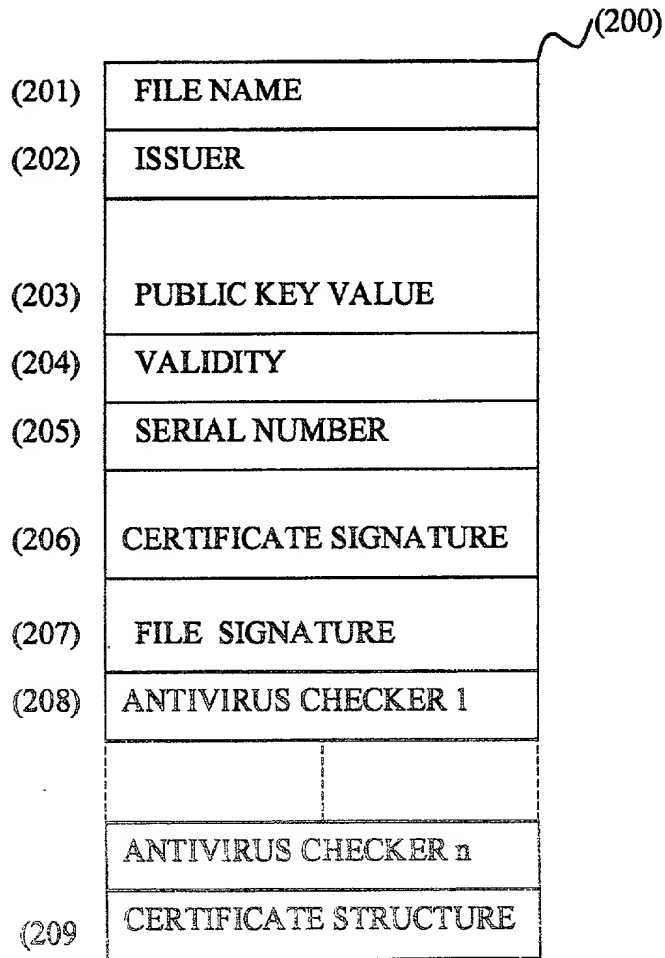 (200)
(201) FILE NAME
(202) ISSUER
(203) PUBLIC KEY VALUE
(204) VALIDITY
(205) SERIAL NUMBER
(206) CERTIFICATE SIGNATURE
(207) FILE SIGNATURE
(208) ANTIVIRUS CHECKER 1
ANTIVIRUS CHECKER n
(209 CERTIFICATE STRUCTURE